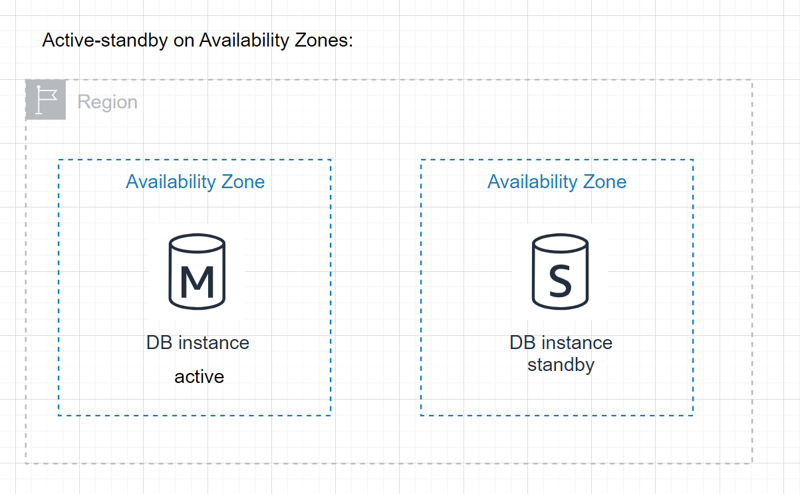 Active-standby on Availability Zones:
Region
Availability Zone
M
DB instance
active
Availability Zone
S
DB instance
standby